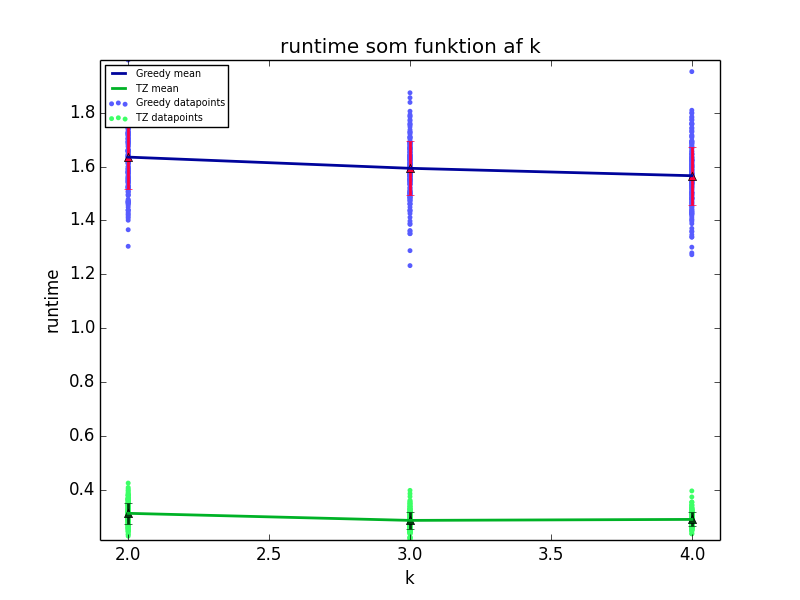 runtime som funktion af k
Greedy mean
TZ mean
Greedy datapoints
TZ datapoints
1.8
1.6
1.4
1.2
1.0
0.8
0.6
0.4
runtime
2.0 2.5 3.0 3.5 4.0
k